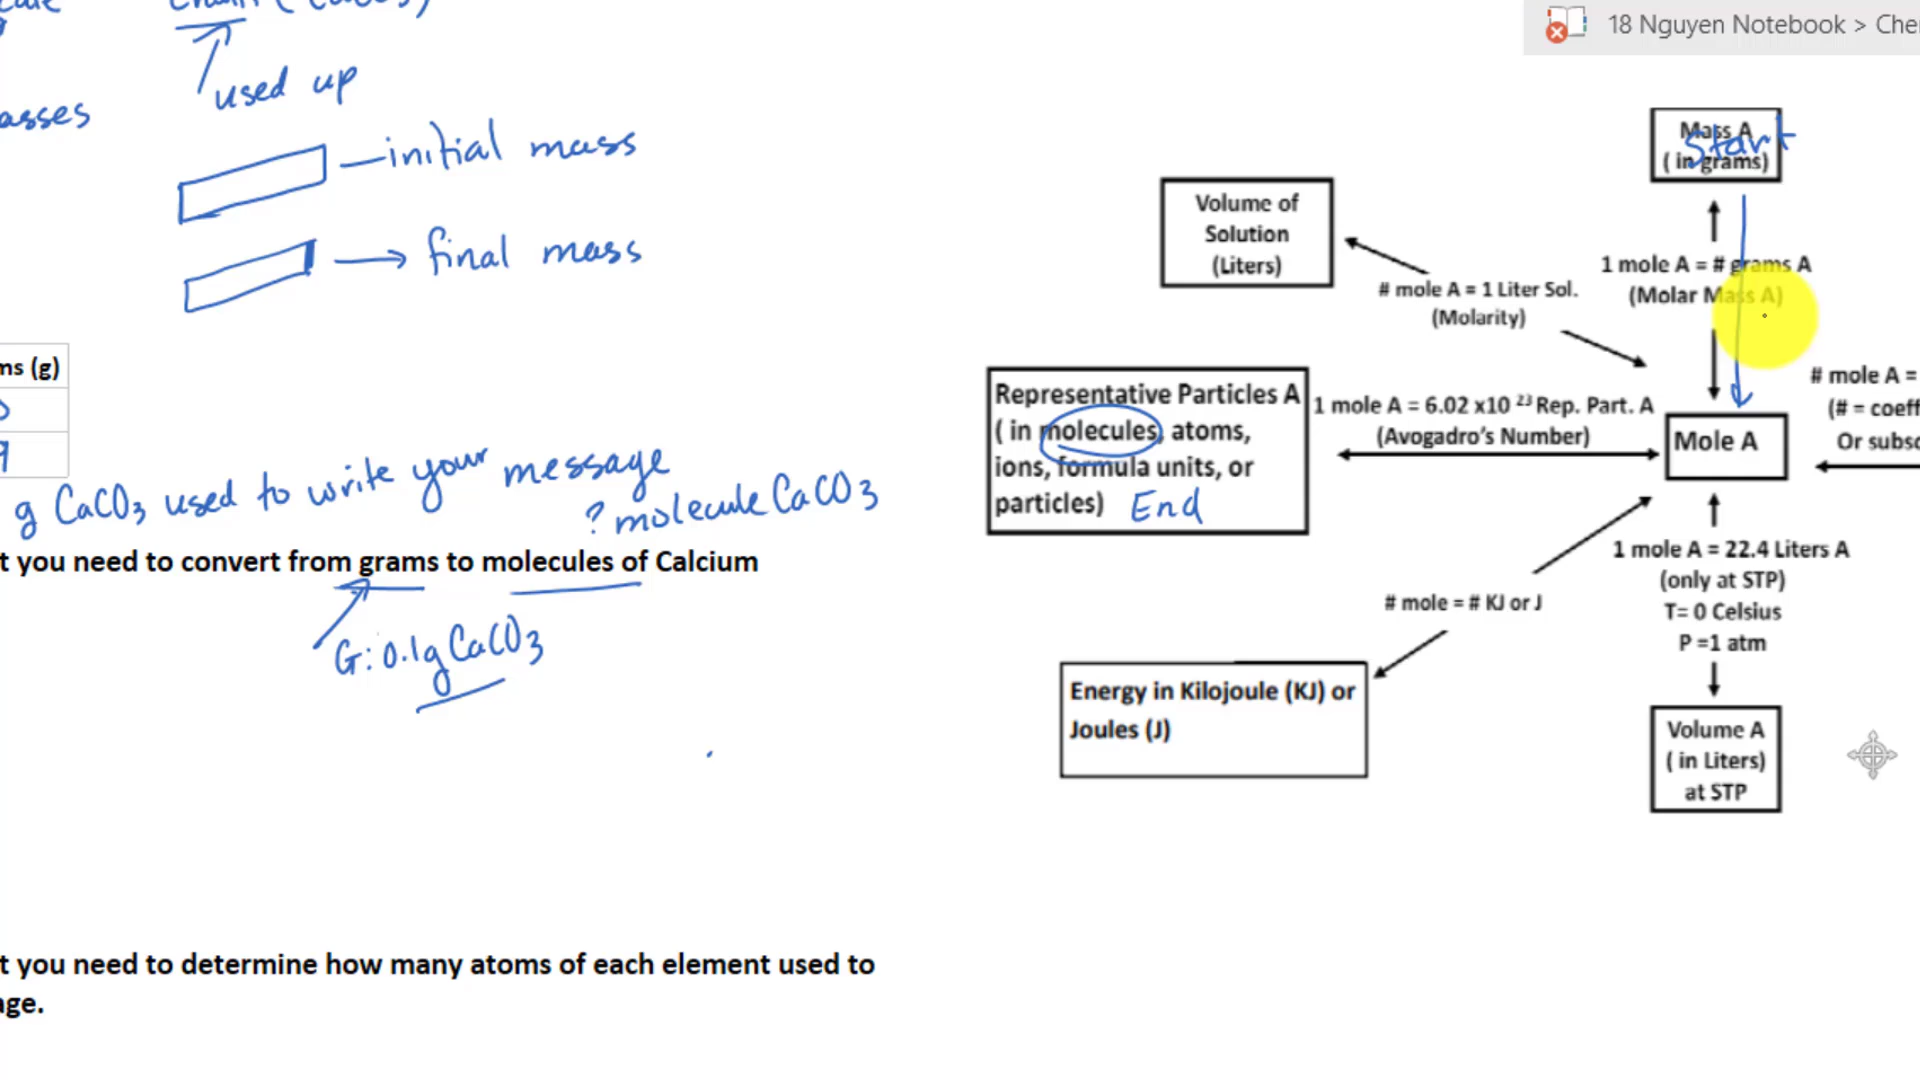 18 Nguyen Notebook > Che
used up
asses
initial mass
final mass
ms (g)
g CaCO3 used to write your message
? molecule CaCO3
t you need to convert from grams to molecules of Calcium
G: 0.1g CaCO3
t you need to determine how many atoms of each element used to
age.
Mass A
( in grams)
Start
Volume of
Solution
(Liters)
1 mole A = # grams A
(Molar Mass A)
# mole A = 1 Liter Sol.
(Molarity)
Representative Particles A
( in molecules, atoms,
ions, formula units, or
particles) End
1 mole A = 6.02 x10 23 Rep. Part. A
(Avogadro's Number)
Mole A
# mole A =
(# = coeff
Or subsc
1 mole A = 22.4 Liters A
(only at STP)
T= 0 Celsius
P =1 atm
# mole = # KJ or J
Energy in Kilojoule (KJ) or
Joules (J)
Volume A
( in Liters)
at STP